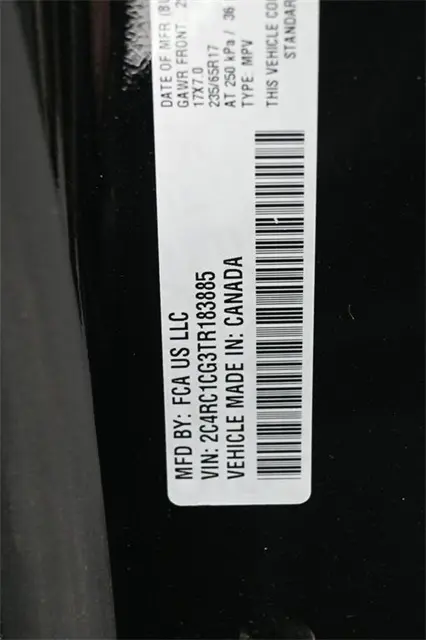 MFD BY: FCA US LLC
VIN: 2C4RC1CG3TR183885
VEHICLE MADE IN: CANADA
DATE OF MFR
GAWR FRONT
17X7.0
235/65R17
AT 250 kPa / 36
TYPE: MPV
THIS VEHICLE CO
STANDAR